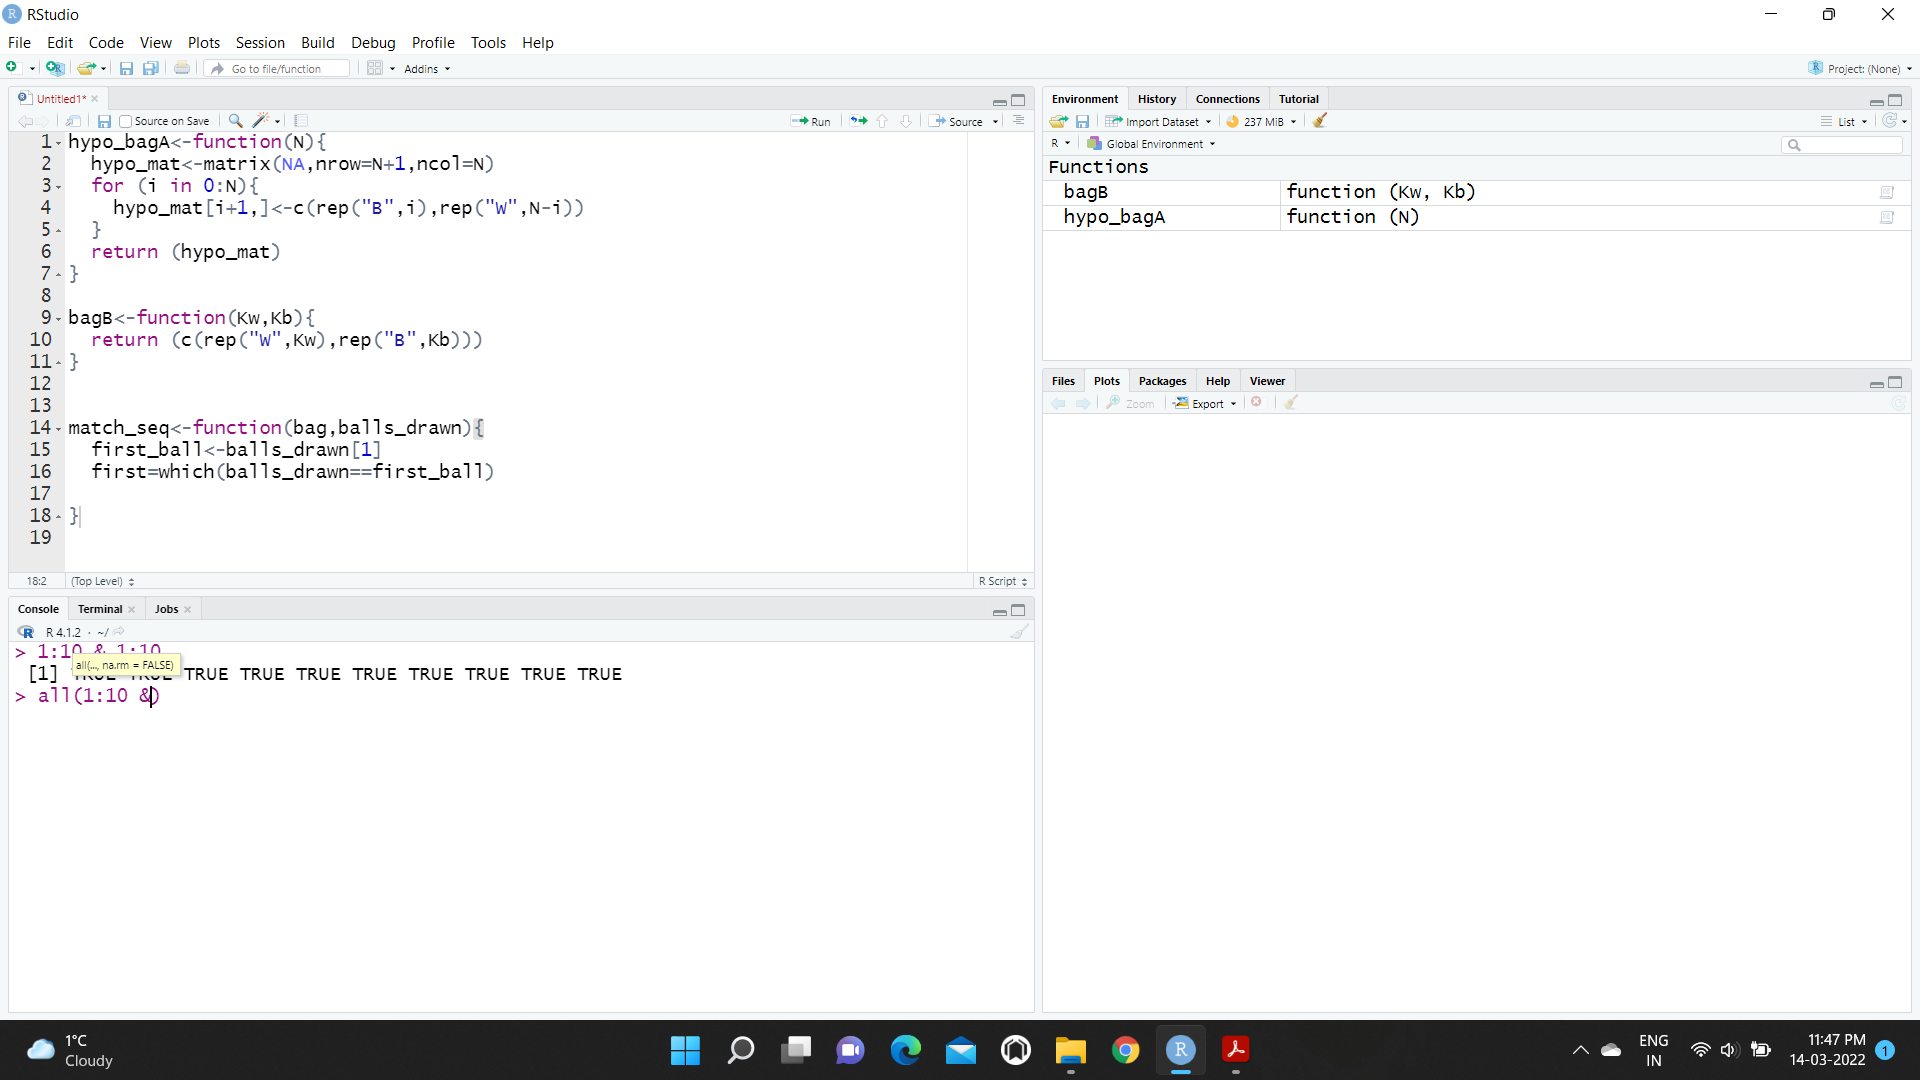 RStudio
File Edit Code View Plots Session Build Debug Profile Tools Help
Go to file/function Addins Project: (None)
Untitled1*
Source on Save Run Source
1 hypo_bagA<-function(N){
2 hypo_mat<-matrix(NA,nrow=N+1,ncol=N)
3 for (i in 0:N){
4 hypo_mat[i+1,]<-c(rep("B",i),rep("W",N-i))
5 }
6 return (hypo_mat)
7 }
8
9 bagB<-function(Kw,Kb){
10 return (c(rep("W",Kw),rep("B",Kb)))
11 }
12
13
14 match_seq<-function(bag,balls_drawn){
15 first_ball<-balls_drawn[1]
16 first=which(balls_drawn==first_ball)
17
18 }
19
18:2 (Top Level) R Script
Console Terminal Jobs
R 4.1.2 · ~/
> 1:10 & 1:10
all(..., na.rm = FALSE)
[1] TRUE TRUE TRUE TRUE TRUE TRUE TRUE TRUE TRUE TRUE
> all(1:10 &)
Environment History Connections Tutorial
Import Dataset 237 MiB List
R Global Environment
Functions
bagB function (Kw, Kb)
hypo_bagA function (N)
Files Plots Packages Help Viewer
Zoom Export
1°C
Cloudy
ENG
IN
11:47 PM
14-03-2022
1